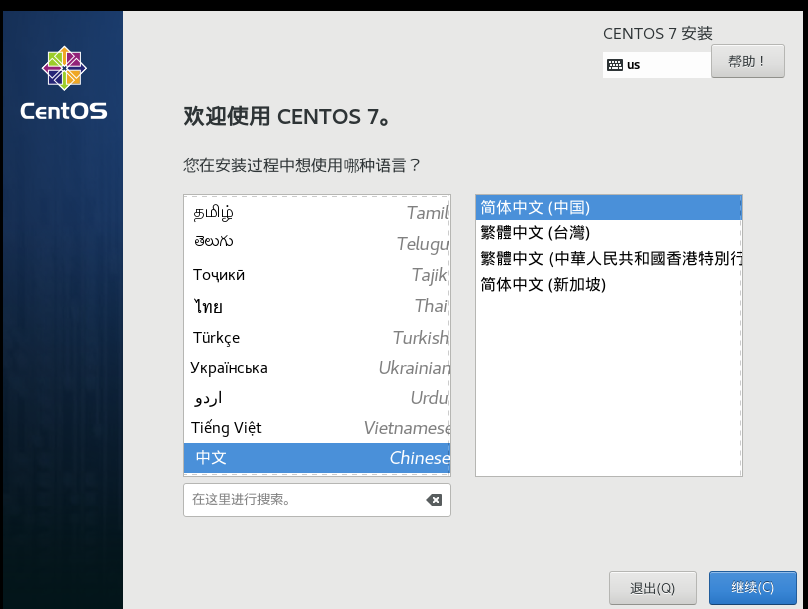 CentOS
CENTOS 7 安装
us
帮助！
欢迎使用 CENTOS 7。
您在安装过程中想使用哪种语言？
தமிழ் Tamil
తెలుగు Telugu
Тоҷикӣ Tajik
ไทย Thai
Türkçe Turkish
Українська Ukrainian
اردو Urdu
Tiếng Việt Vietnamese
中文 Chinese
简体中文 (中国)
繁體中文 (台灣)
繁體中文 (中華人民共和國香港特別行
简体中文 (新加坡)
在这里进行搜索。
退出(Q)
继续(C)